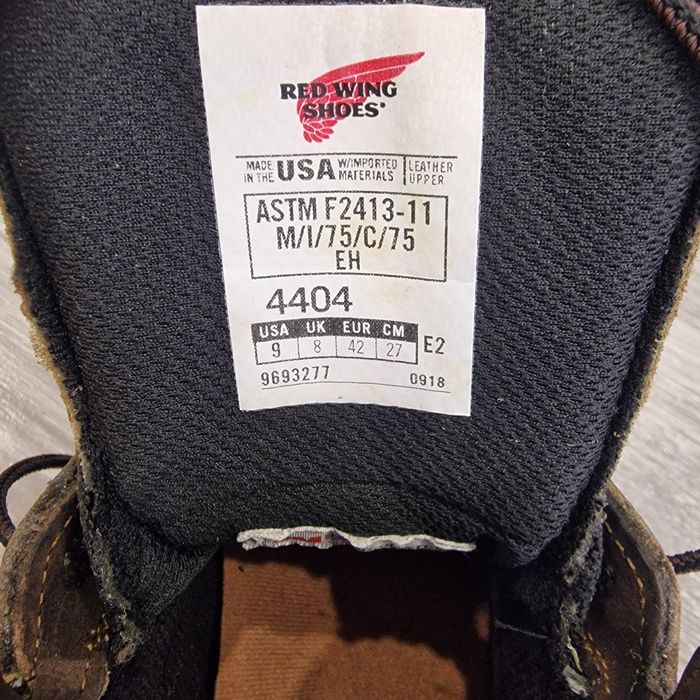 RED WING
SHOES®
MADE IN THE USA W/IMPORTED MATERIALS LEATHER UPPER
ASTM F2413-11
M/I/75/C/75
EH
4404
USA UK EUR CM
9 8 42 27 E2
9693277 0918